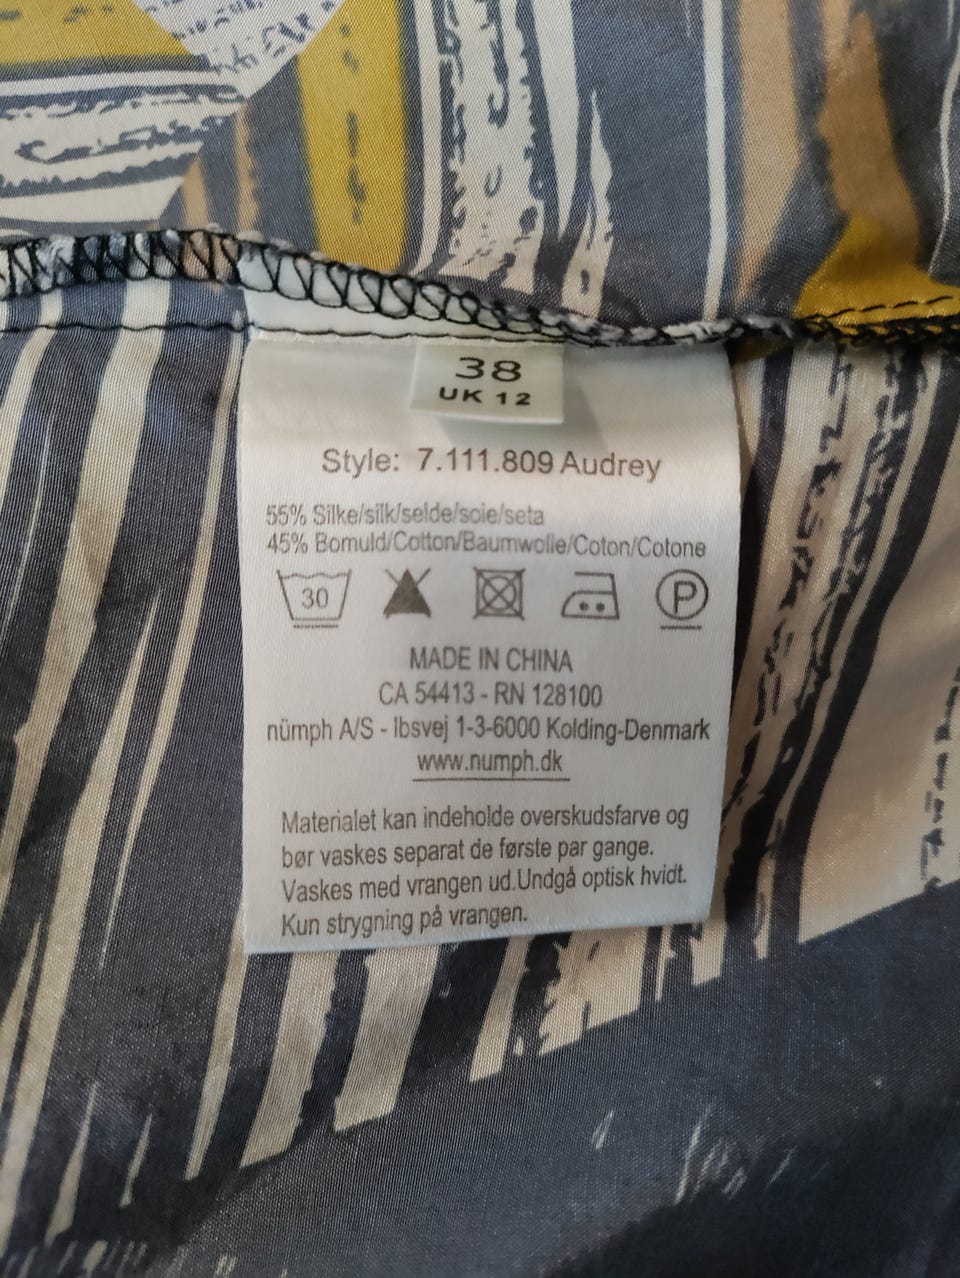 38
UK 12
Style: 7.111.809 Audrey
55% Silke/silk/selde/soie/seta
45% Bomuld/Cotton/Baumwolle/Coton/Cotone
30
P
MADE IN CHINA
CA 54413 - RN 128100
nümph A/S - Ibsvej 1-3-6000 Kolding-Denmark
www.numph.dk
Materialet kan indeholde overskudsfarve og
bør vaskes separat de første par gange.
Vaskes med vrangen ud.Undgå optisk hvidt.
Kun strygning på vrangen.